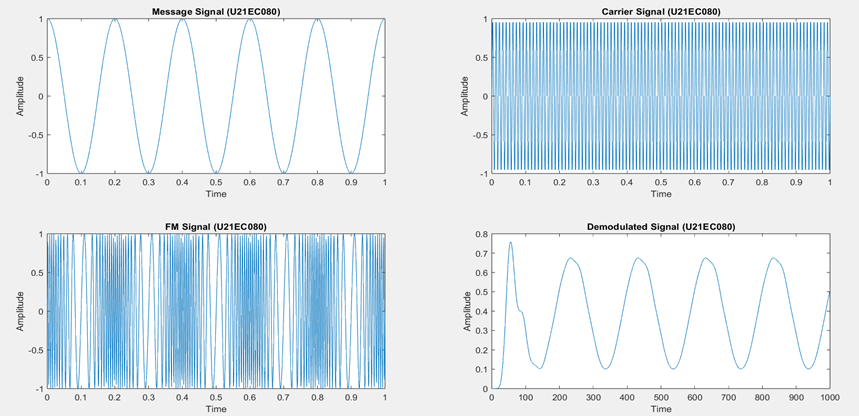 Message Signal (U21EC080)
1
0.5
0
-0.5
-1
Amplitude
0 0.1 0.2 0.3 0.4 0.5 0.6 0.7 0.8 0.9 1
Time
Carrier Signal (U21EC080)
1
0.5
0
-0.5
-1
Amplitude
0 0.1 0.2 0.3 0.4 0.5 0.6 0.7 0.8 0.9 1
Time
FM Signal (U21EC080)
1
0.5
0
-0.5
-1
Amplitude
0 0.1 0.2 0.3 0.4 0.5 0.6 0.7 0.8 0.9 1
Time
Demodulated Signal (U21EC080)
0.8
0.7
0.6
0.5
0.4
0.3
0.2
0.1
0
Amplitude
0 100 200 300 400 500 600 700 800 900 1000
Time